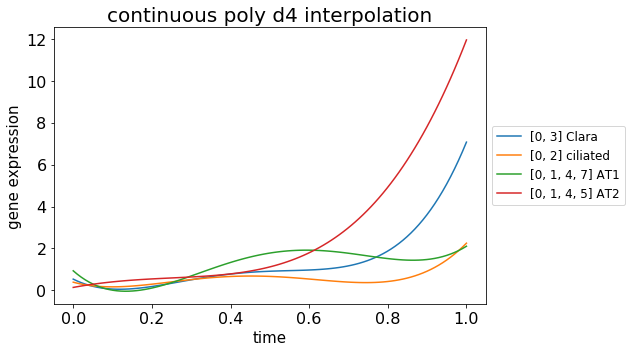 continuous poly d4 interpolation
gene expression
12
10
8
6
4
2
0
0.0 0.2 0.4 0.6 0.8 1.0
time
[0, 3] Clara
[0, 2] ciliated
[0, 1, 4, 7] AT1
[0, 1, 4, 5] AT2